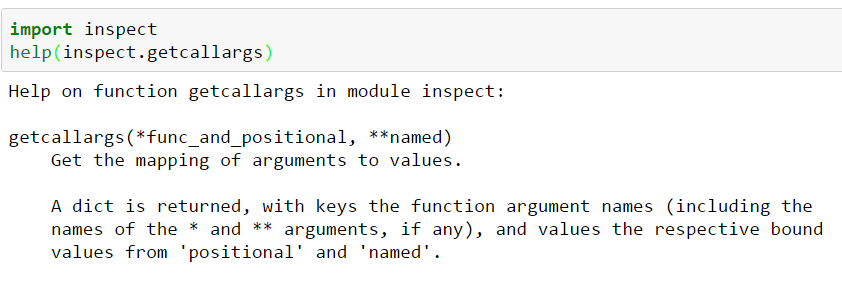 import inspect
help(inspect.getcallargs)
Help on function getcallargs in module inspect:
getcallargs(*func_and_positional, **named)
Get the mapping of arguments to values.
A dict is returned, with keys the function argument names (including the
names of the * and ** arguments, if any), and values the respective bound
values from 'positional' and 'named'.